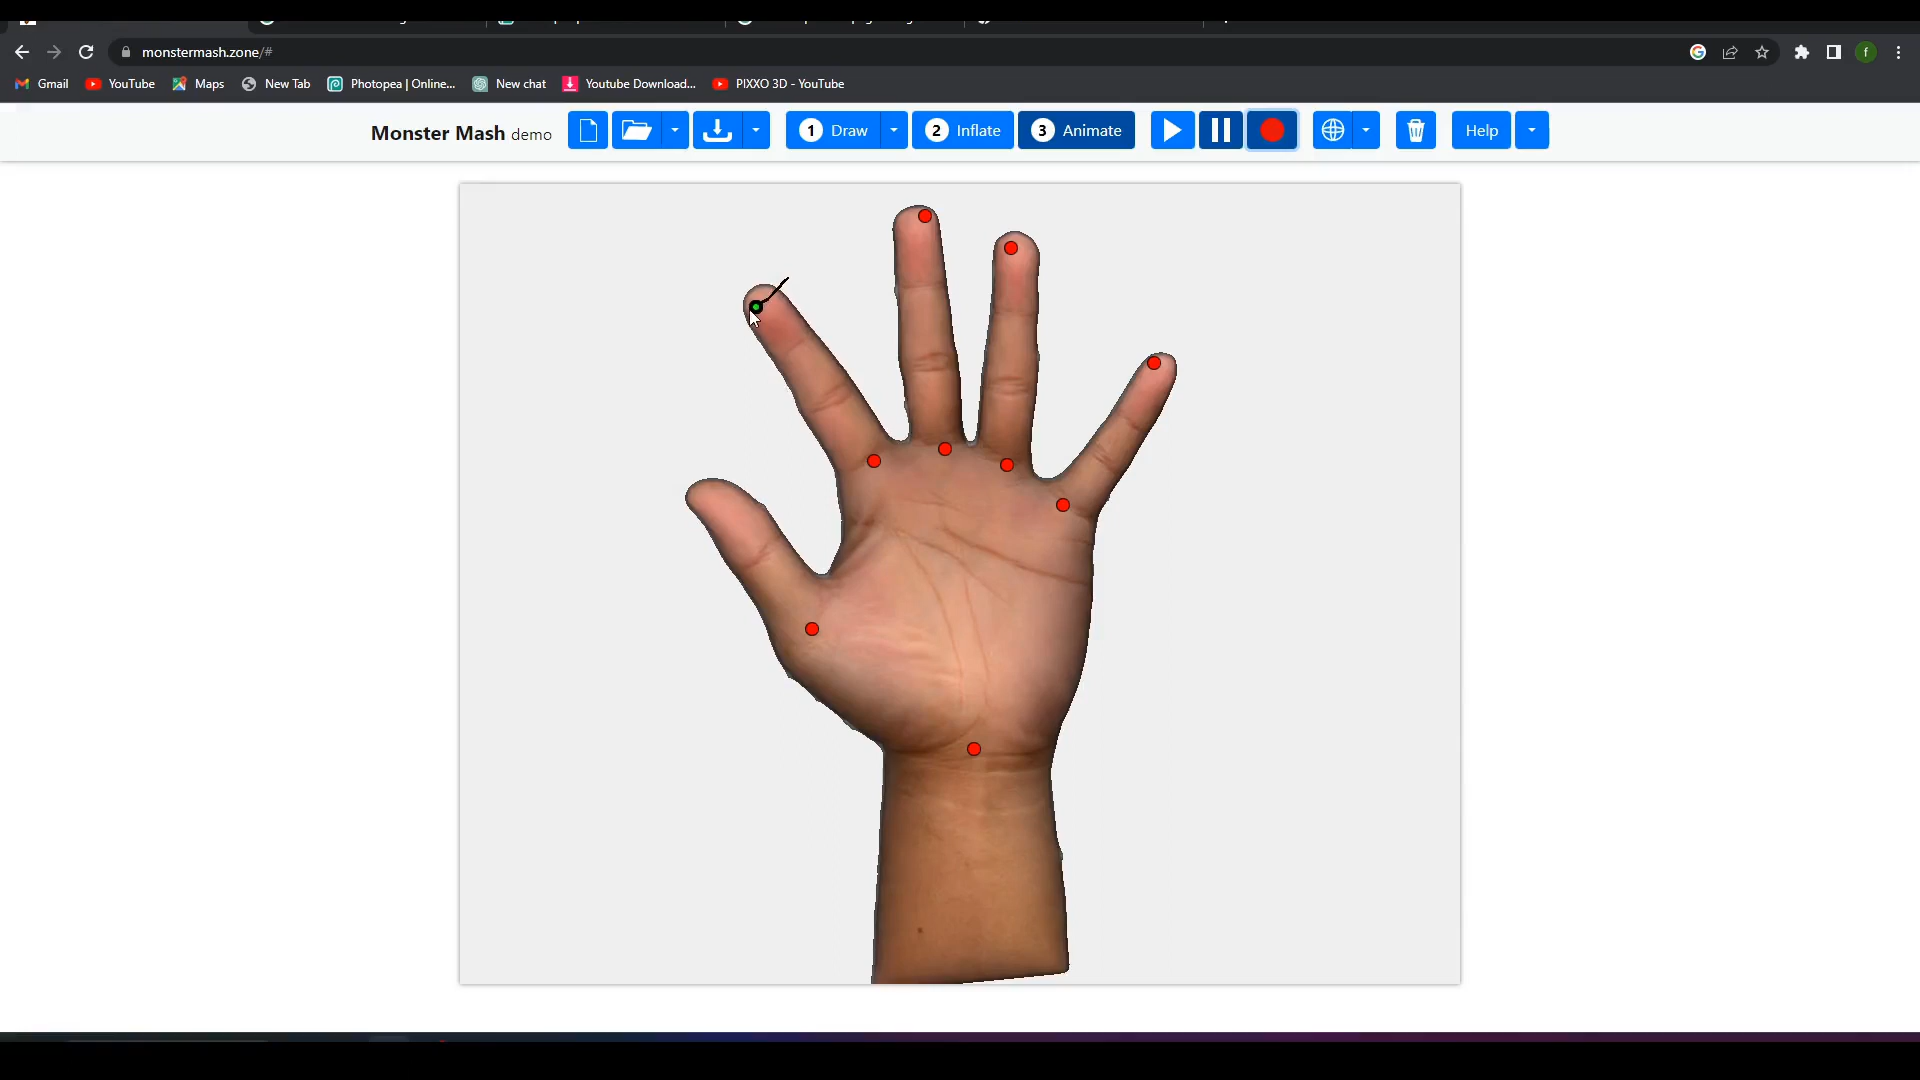 monstermash.zone/#
f
Gmail YouTube Maps New Tab Photopea | Online... New chat Youtube Download... PIXXO 3D - YouTube
Monster Mash demo 1 Draw 2 Inflate 3 Animate Help